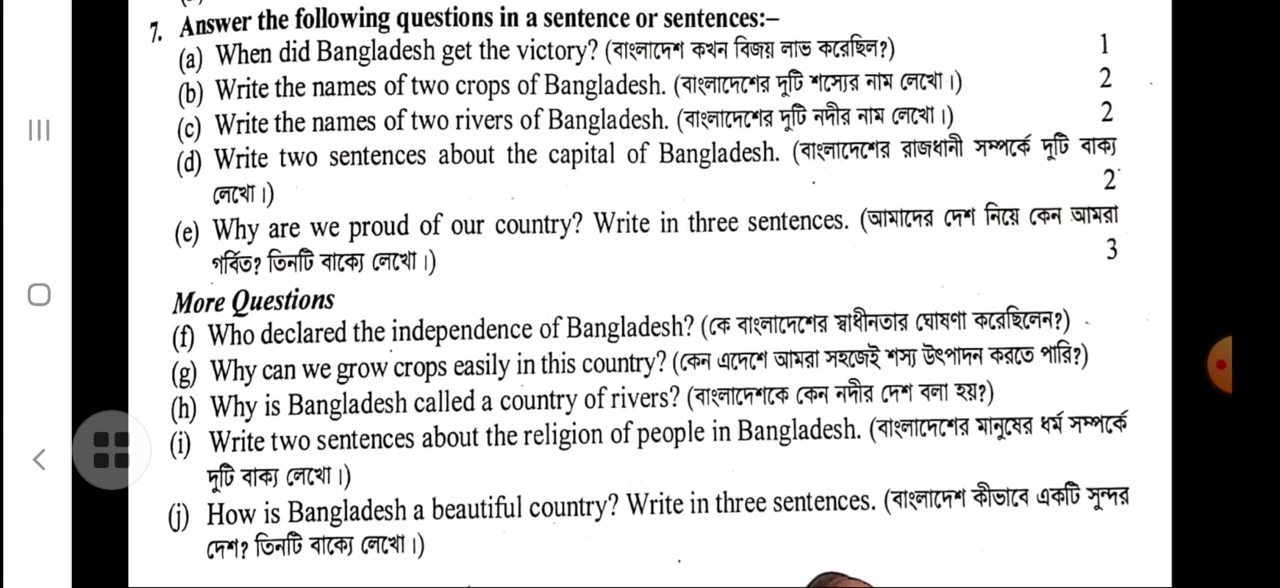 7. Answer the following questions in a sentence or sentences:–
(a) When did Bangladesh get the victory? (বাংলাদেশ কখন বিজয় লাভ করেছিল?) 1
(b) Write the names of two crops of Bangladesh. (বাংলাদেশের দুটি শস্যের নাম লেখো।) 2
(c) Write the names of two rivers of Bangladesh. (বাংলাদেশের দুটি নদীর নাম লেখো।) 2
(d) Write two sentences about the capital of Bangladesh. (বাংলাদেশের রাজধানী সম্পর্কে দুটি বাক্য
লেখো।) 2
(e) Why are we proud of our country? Write in three sentences. (আমাদের দেশ নিয়ে কেন আমরা
গর্বিত? তিনটি বাক্যে লেখো।) 3
More Questions
(f) Who declared the independence of Bangladesh? (কে বাংলাদেশের স্বাধীনতার ঘোষণা করেছিলেন?)
(g) Why can we grow crops easily in this country? (কেন এদেশে আমরা সহজেই শস্য উৎপাদন করতে পারি?)
(h) Why is Bangladesh called a country of rivers? (বাংলাদেশকে কেন নদীর দেশ বলা হয়?)
(i) Write two sentences about the religion of people in Bangladesh. (বাংলাদেশের মানুষের ধর্ম সম্পর্কে
দুটি বাক্য লেখো।)
(j) How is Bangladesh a beautiful country? Write in three sentences. (বাংলাদেশ কীভাবে একটি সুন্দর
দেশ? তিনটি বাক্যে লেখো।)